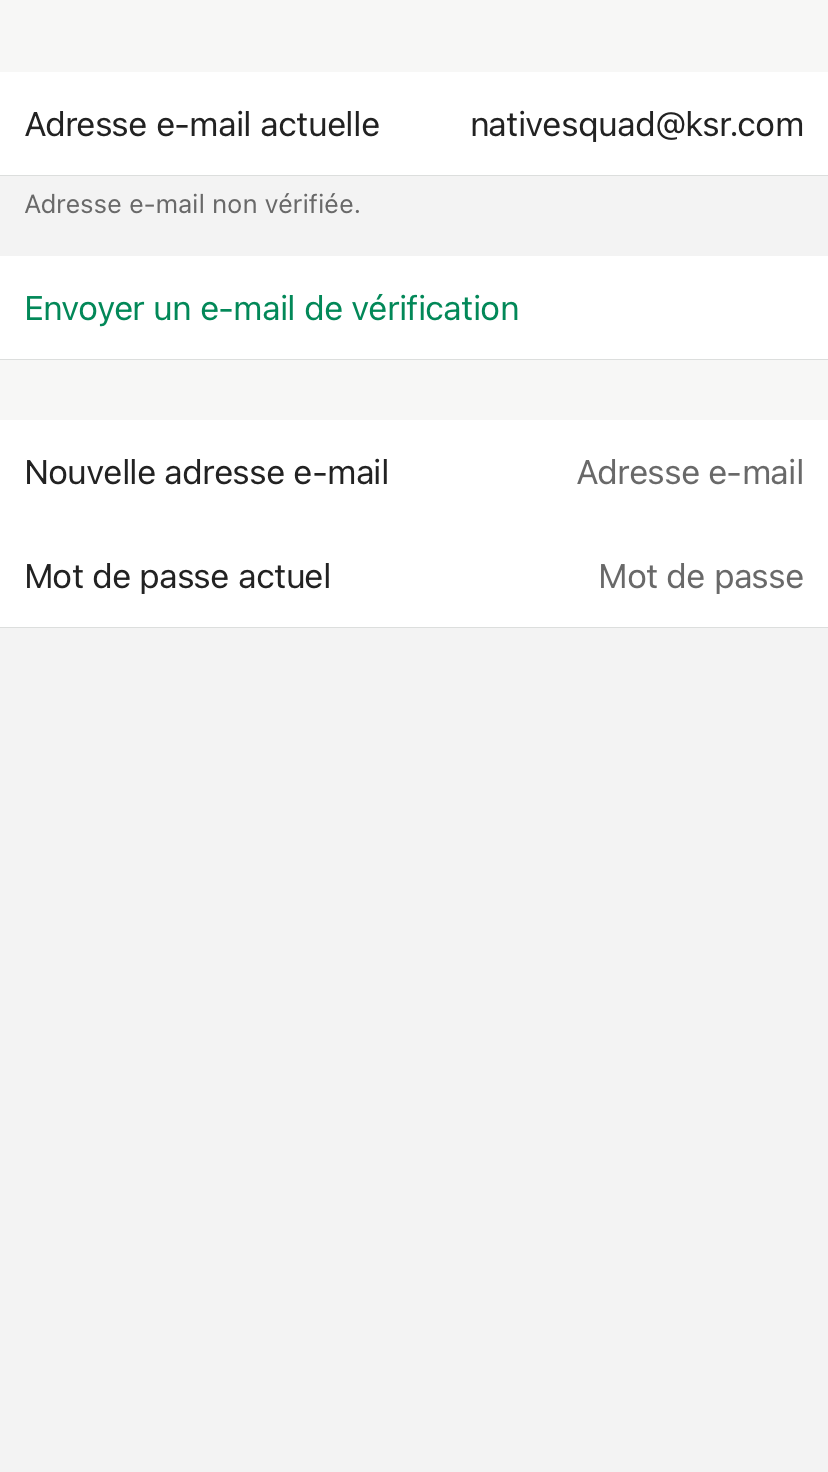 Adresse e-mail actuelle nativesquad@ksr.com
Adresse e-mail non vérifiée.
Envoyer un e-mail de vérification
Nouvelle adresse e-mail Adresse e-mail
Mot de passe actuel Mot de passe